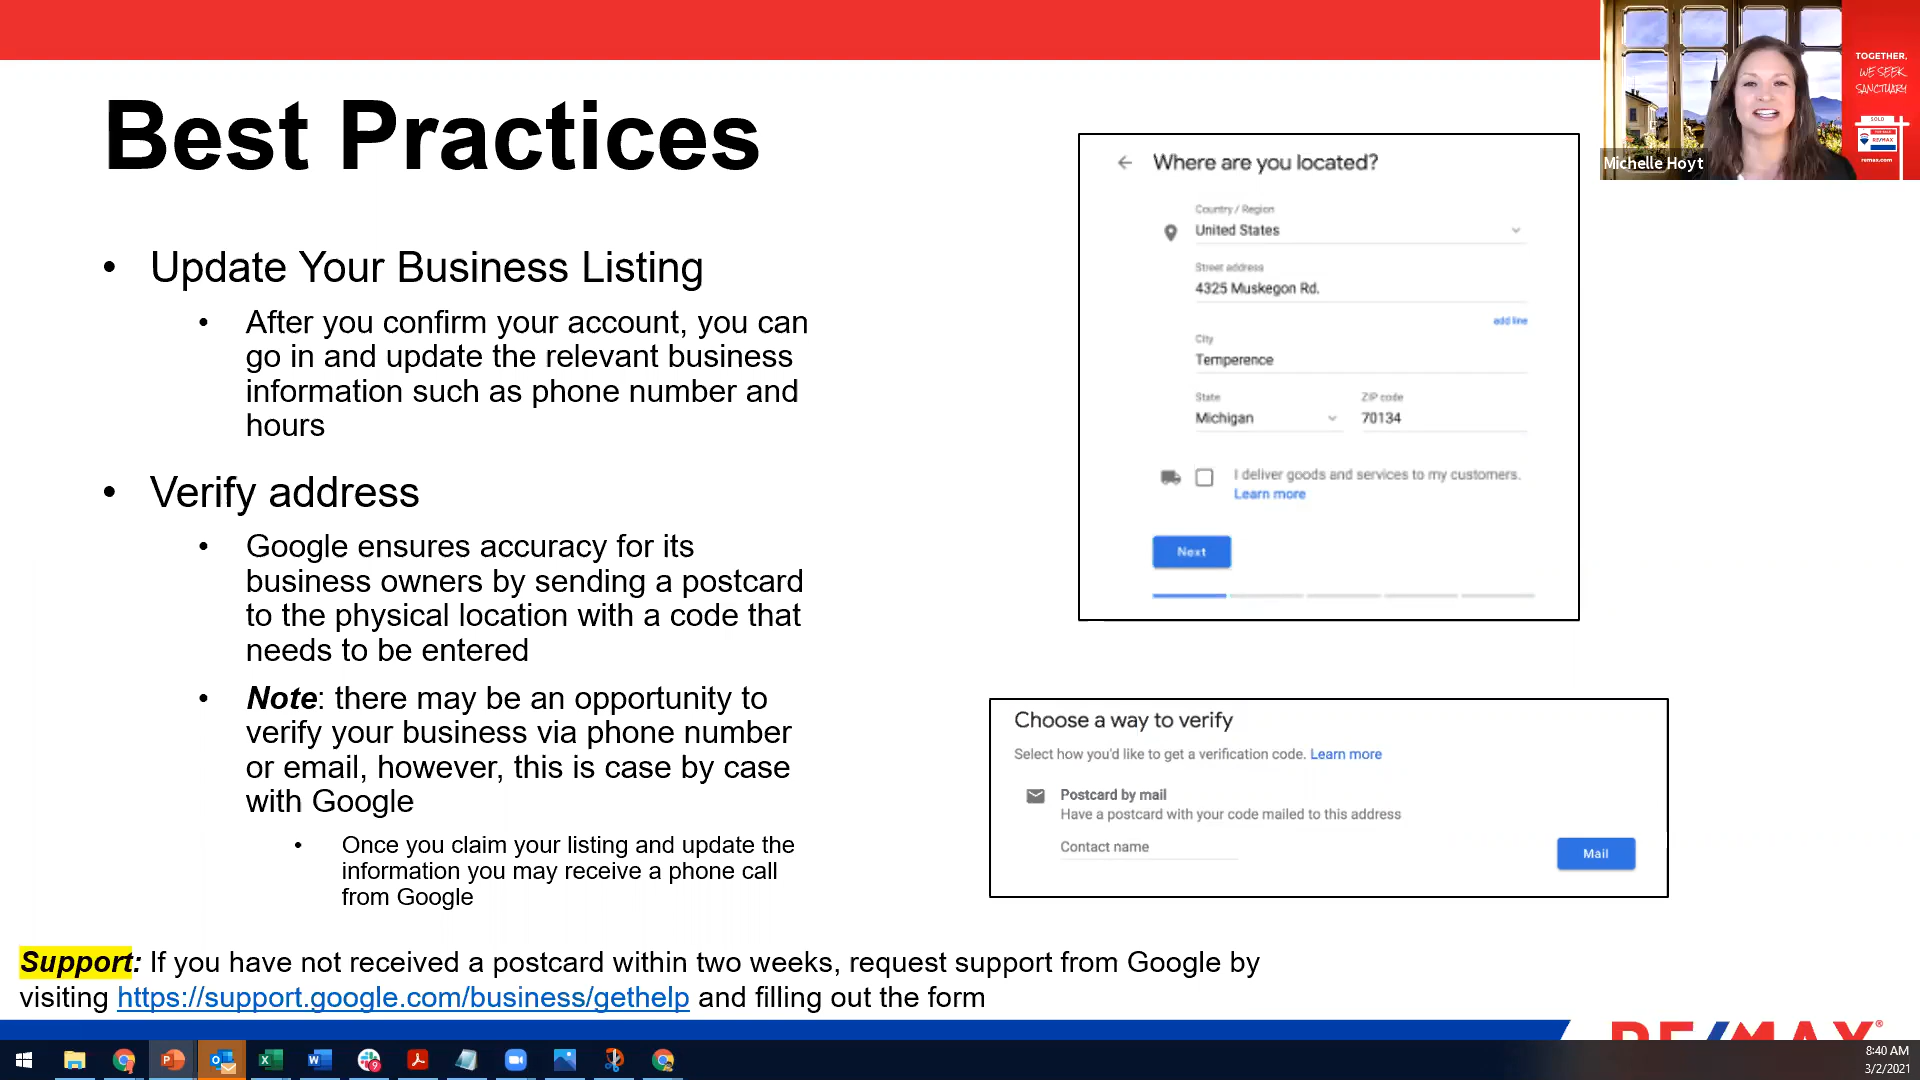 Best Practices
• Update Your Business Listing
• After you confirm your account, you can
go in and update the relevant business
information such as phone number and
hours
• Verify address
• Google ensures accuracy for its
business owners by sending a postcard
to the physical location with a code that
needs to be entered
• Note: there may be an opportunity to
verify your business via phone number
or email, however, this is case by case
with Google
• Once you claim your listing and update the
information you may receive a phone call
from Google
Support: If you have not received a postcard within two weeks, request support from Google by
visiting https://support.google.com/business/gethelp and filling out the form
Where are you located?
Country / Region
United States
Street address
4325 Muskegon Rd.
add line
City
Temperence
State
Michigan
ZIP code
70134
I deliver goods and services to my customers.
Learn more
Next
Choose a way to verify
Select how you'd like to get a verification code. Learn more
Postcard by mail
Have a postcard with your code mailed to this address
Contact name
Mail
Michelle Hoyt
TOGETHER,
WE SEEK
SANCTUARY
SOLD
FOR SALE
RE/MAX
remax.com
RE/MAX®
8:40 AM
3/2/2021